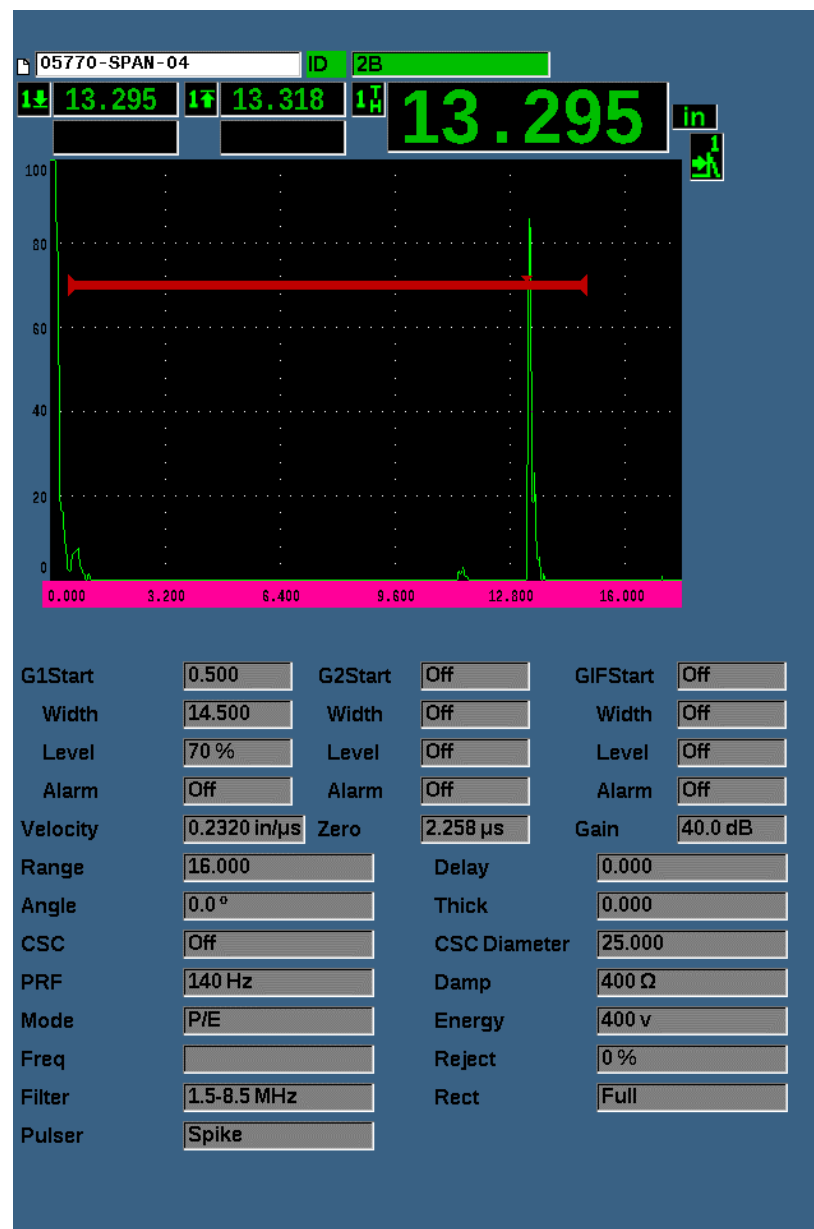 05770-SPAN-04 ID 2B
1 13.295 1 13.318 1 TH 13.295 in
1
100
80
60
40
20
0
0.000 3.200 6.400 9.600 12.800 16.000
G1Start 0.500 G2Start Off GIFStart Off
Width 14.500 Width Off Width Off
Level 70 % Level Off Level Off
Alarm Off Alarm Off Alarm Off
Velocity 0.2320 in/µs Zero 2.258 µs Gain 40.0 dB
Range 16.000 Delay 0.000
Angle 0.0 º Thick 0.000
CSC Off CSC Diameter 25.000
PRF 140 Hz Damp 400 Ω
Mode P/E Energy 400 v
Freq Reject 0 %
Filter 1.5-8.5 MHz Rect Full
Pulser Spike